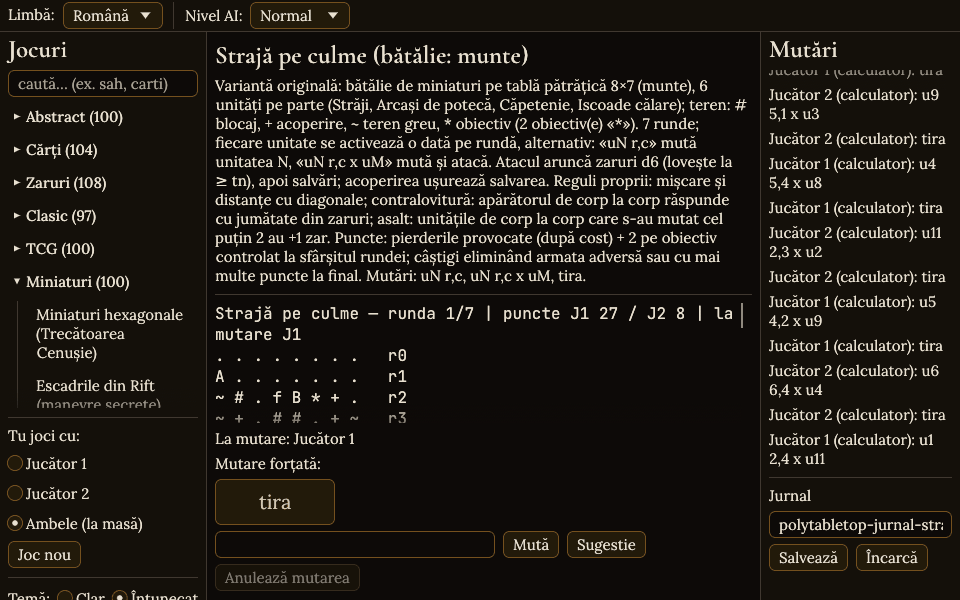 Limbă: Română ▼ Nivel AI: Normal ▼
Jocuri
caută... (ex. sah, carti)
▸ Abstract (100)
▸ Cărți (104)
▸ Zaruri (108)
▸ Clasic (97)
▸ TCG (100)
▾ Miniaturi (100)
Miniaturi hexagonale
(Trecătoarea
Cenușie)
Escadrile din Rift
(manevre secrete)
Tu joci cu:
Jucător 1
Jucător 2
Ambele (la masă)
Joc nou
Temă: Clar Întunecat
Strajă pe culme (bătălie: munte)
Variantă originală: bătălie de miniaturi pe tablă pătrățică 8×7 (munte), 6
unități pe parte (Străji, Arcași de potecă, Căpetenie, Iscoade călare); teren: #
blocaj, + acoperire, ~ teren greu, * obiectiv (2 obiectiv(e) «*»). 7 runde;
fiecare unitate se activează o dată pe rundă, alternativ: «uN r,c» mută
unitatea N, «uN r,c x uM» mută și atacă. Atacul aruncă zaruri d6 (lovește la
≥ tn), apoi salvări; acoperirea ușurează salvarea. Reguli proprii: mișcare și
distanțe cu diagonale; contralovitură: apărătorul de corp la corp răspunde
cu jumătate din zaruri; asalt: unitățile de corp la corp care s-au mutat cel
puțin 2 au +1 zar. Puncte: pierderile provocate (după cost) + 2 pe obiectiv
controlat la sfârșitul rundei; câștigi eliminând armata adversă sau cu mai
multe puncte la final. Mutări: uN r,c, uN r,c x uM, tira.
Strajă pe culme — runda 1/7 | puncte J1 27 / J2 8 | la
mutare J1
. . . . . . . . r0
A . . . . . . . r1
~ # . f B * + . r2
~ + . # # . + ~ r3
La mutare: Jucător 1
Mutare forțată:
tira
Mută Sugestie
Anulează mutarea
Mutări
Jucător 1 (calculator): tira
Jucător 2 (calculator): u9
5,1 x u3
Jucător 2 (calculator): tira
Jucător 1 (calculator): u4
5,4 x u8
Jucător 1 (calculator): tira
Jucător 2 (calculator): u11
2,3 x u2
Jucător 2 (calculator): tira
Jucător 1 (calculator): u5
4,2 x u9
Jucător 1 (calculator): tira
Jucător 2 (calculator): u6
6,4 x u4
Jucător 2 (calculator): tira
Jucător 1 (calculator): u1
2,4 x u11
Jurnal
polytabletop-jurnal-stra
Salvează Încarcă